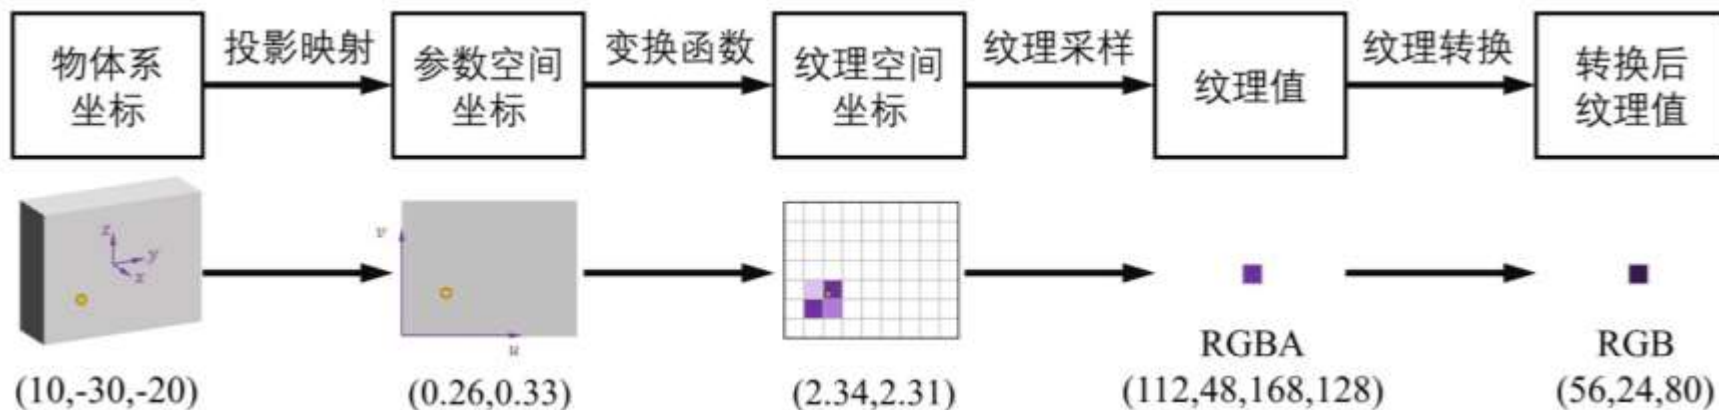 物体系
坐标
投影映射
参数空间
坐标
变换函数
纹理空间
坐标
纹理采样
纹理值
纹理转换
转换后
纹理值
z
y
x
v
u
RGBA
RGB
(10,-30,-20)
(0.26,0.33)
(2.34,2.31)
(112,48,168,128)
(56,24,80)